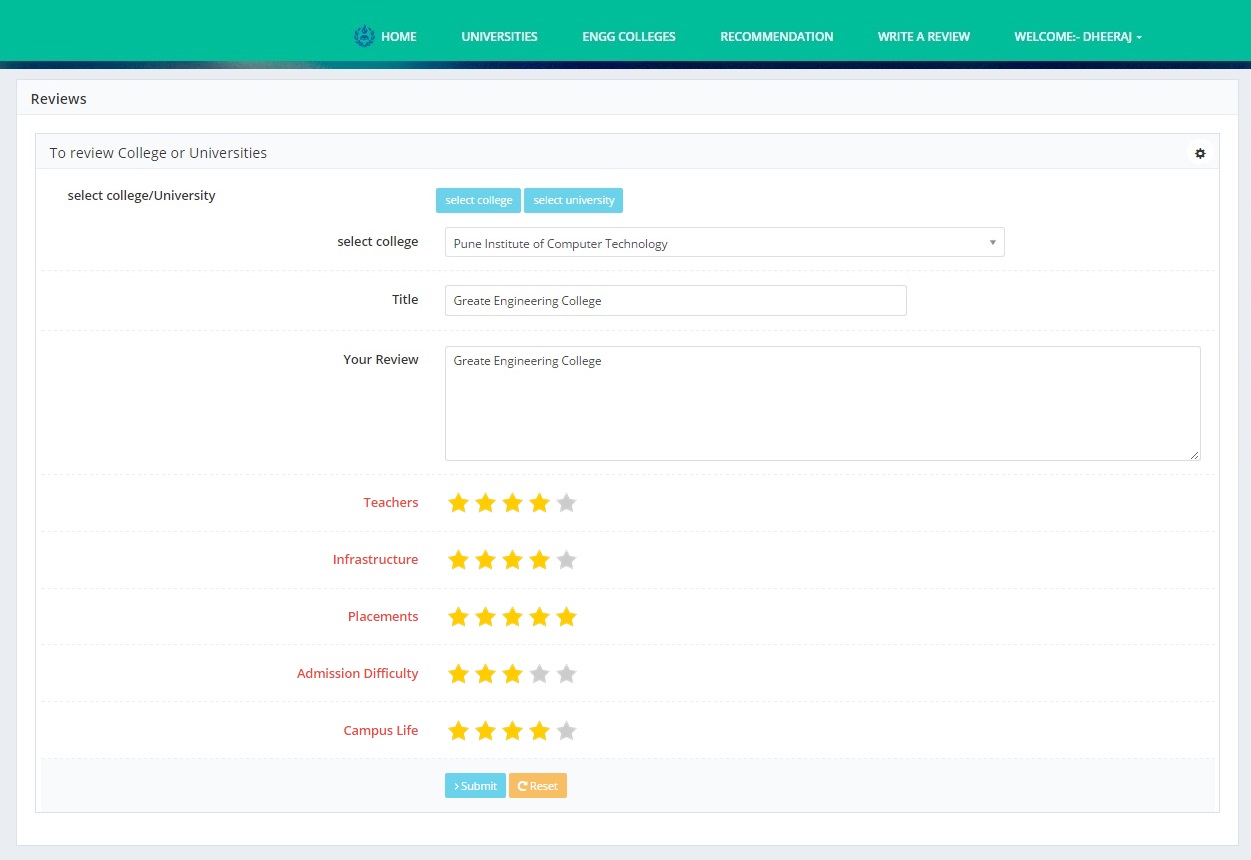 HOME UNIVERSITIES ENGG COLLEGES RECOMMENDATION WRITE A REVIEW WELCOME:- DHEERAJ
Reviews
To review College or Universities
select college/University select college select university
select college Pune Institute of Computer Technology
Title Greate Engineering College
Your Review Greate Engineering College
Teachers
Infrastructure
Placements
Admission Difficulty
Campus Life
Submit Reset